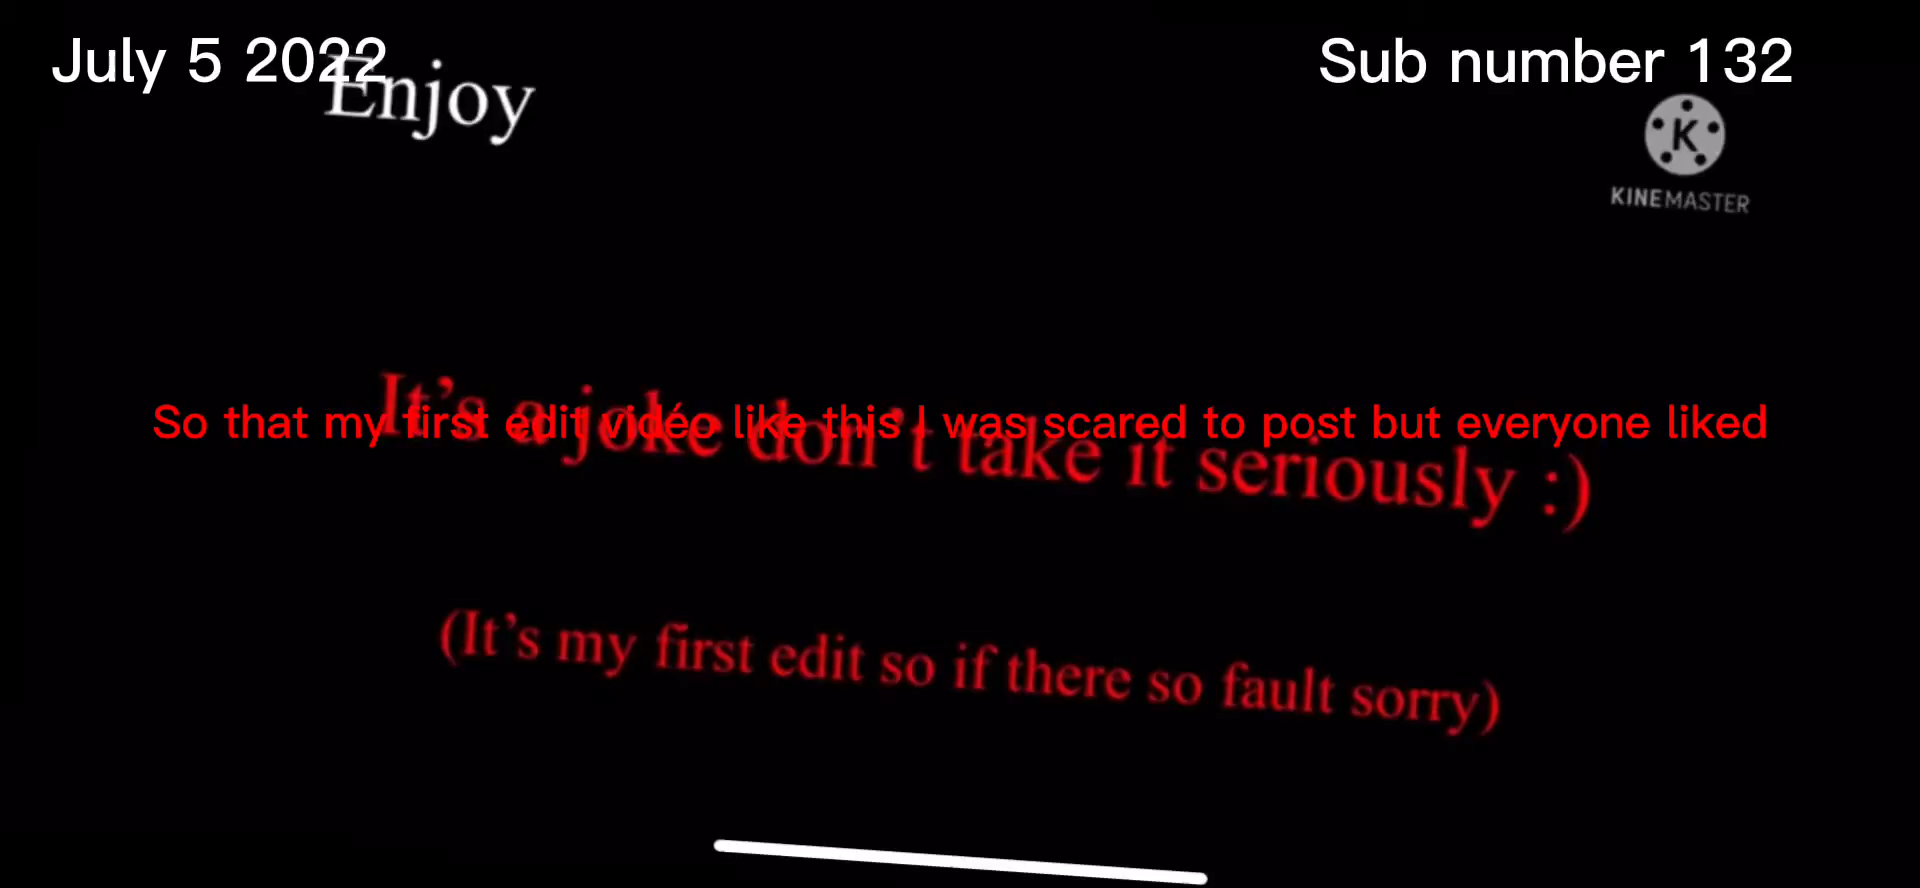 July 5 2022
Sub number 132
Enjoy
K
KINEMASTER
So that my first edit vidéo like this I was scared to post but everyone liked
It's a joke don't take it seriously :)
(It's my first edit so if there so fault sorry)